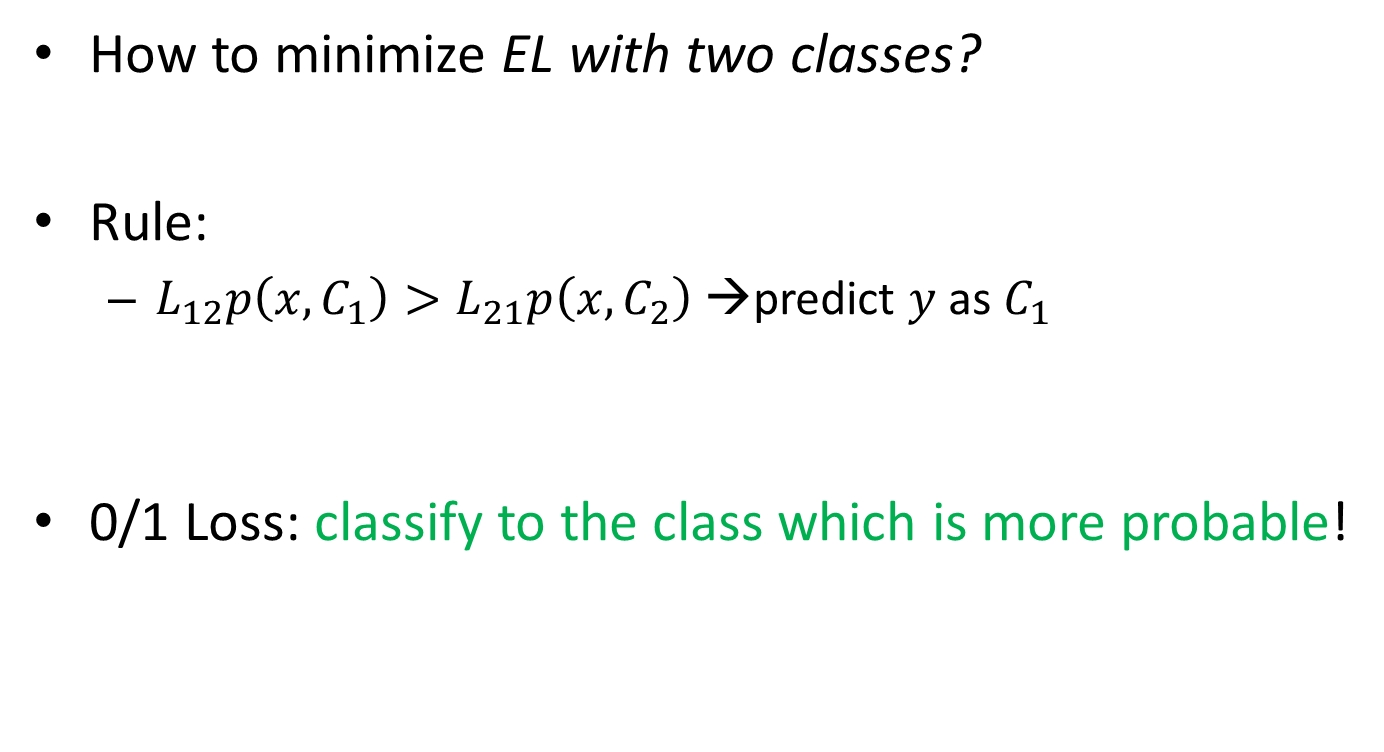 • How to minimize EL with two classes?
• Rule:
– L₁₂p(x, C₁) > L₂₁p(x, C₂) →predict y as C₁
• 0/1 Loss: classify to the class which is more probable!